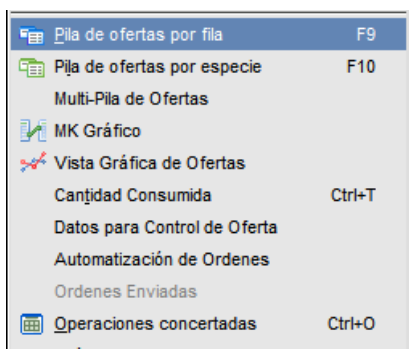 Pila de ofertas por fila F9
Pila de ofertas por especie F10
Multi-Pila de Ofertas
MK Gráfico
Vista Gráfica de Ofertas
Cantidad Consumida Ctrl+T
Datos para Control de Oferta
Automatización de Ordenes
Ordenes Enviadas
Operaciones concertadas Ctrl+O